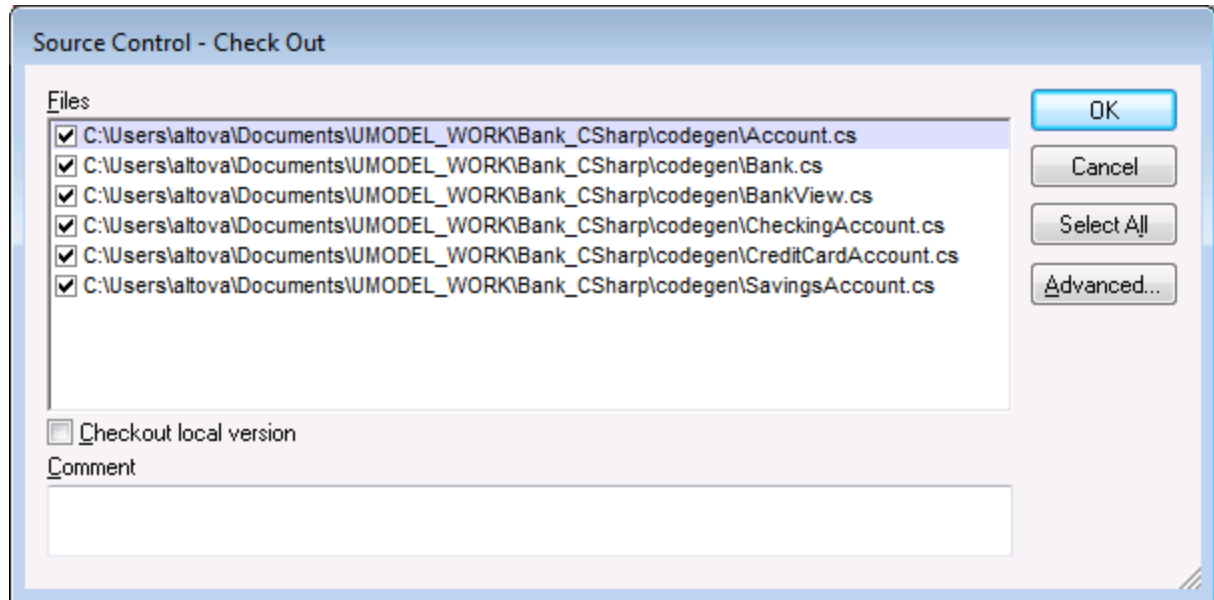 Source Control - Check Out
Files
C:\Users\altova\Documents\UMODEL_WORK\Bank_CSharp\codegen\Account.cs
C:\Users\altova\Documents\UMODEL_WORK\Bank_CSharp\codegen\Bank.cs
C:\Users\altova\Documents\UMODEL_WORK\Bank_CSharp\codegen\BankView.cs
C:\Users\altova\Documents\UMODEL_WORK\Bank_CSharp\codegen\CheckingAccount.cs
C:\Users\altova\Documents\UMODEL_WORK\Bank_CSharp\codegen\CreditCardAccount.cs
C:\Users\altova\Documents\UMODEL_WORK\Bank_CSharp\codegen\SavingsAccount.cs
Checkout local version
Comment
OK
Cancel
Select All
Advanced...